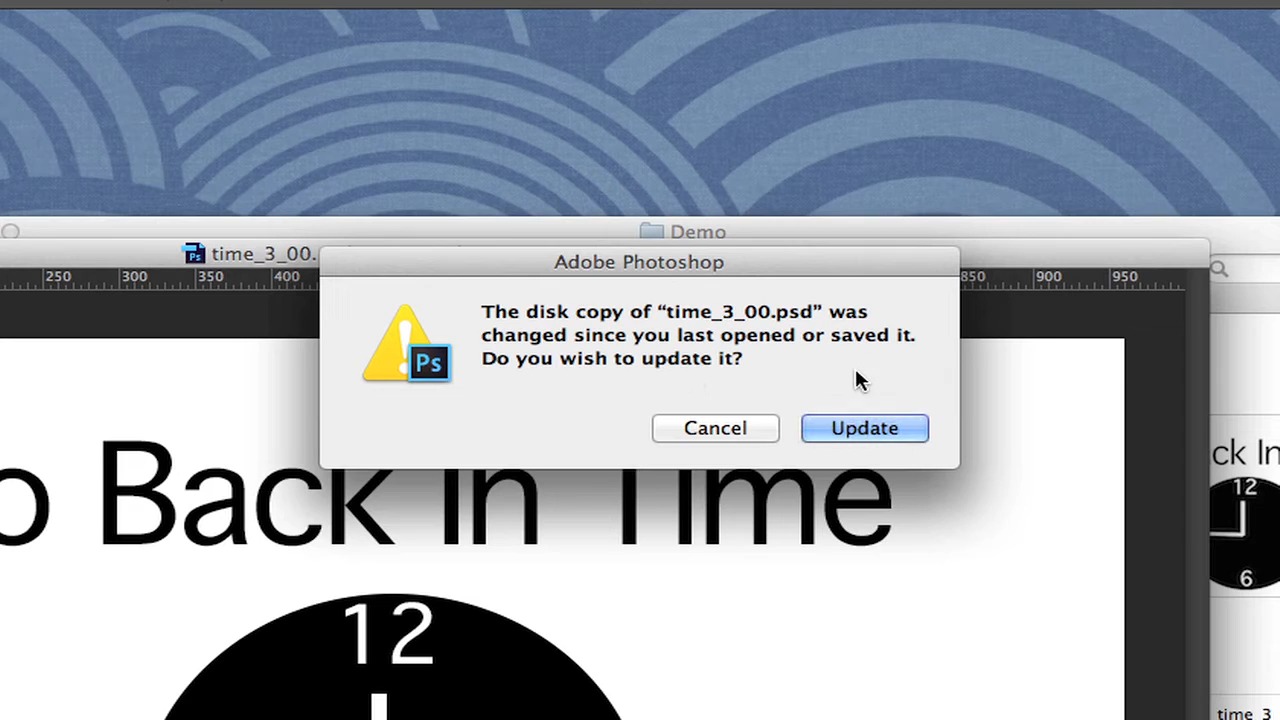 Demo
time_3_00.
Adobe Photoshop
250 300 350 400 850 900 950
The disk copy of “time_3_00.psd” was
changed since you last opened or saved it.
Do you wish to update it?
Ps
Ps
Cancel Update
o Back In Time
ck In
12
6
12
time_3